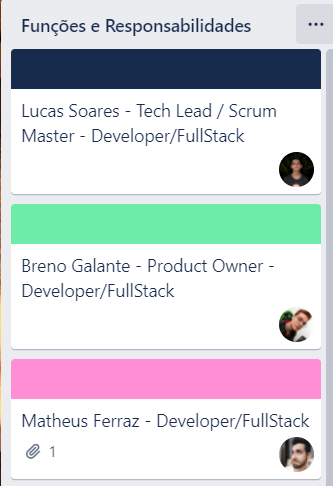 Funções e Responsabilidades
Lucas Soares - Tech Lead / Scrum
Master - Developer/FullStack
Breno Galante - Product Owner -
Developer/FullStack
Matheus Ferraz - Developer/FullStack
1